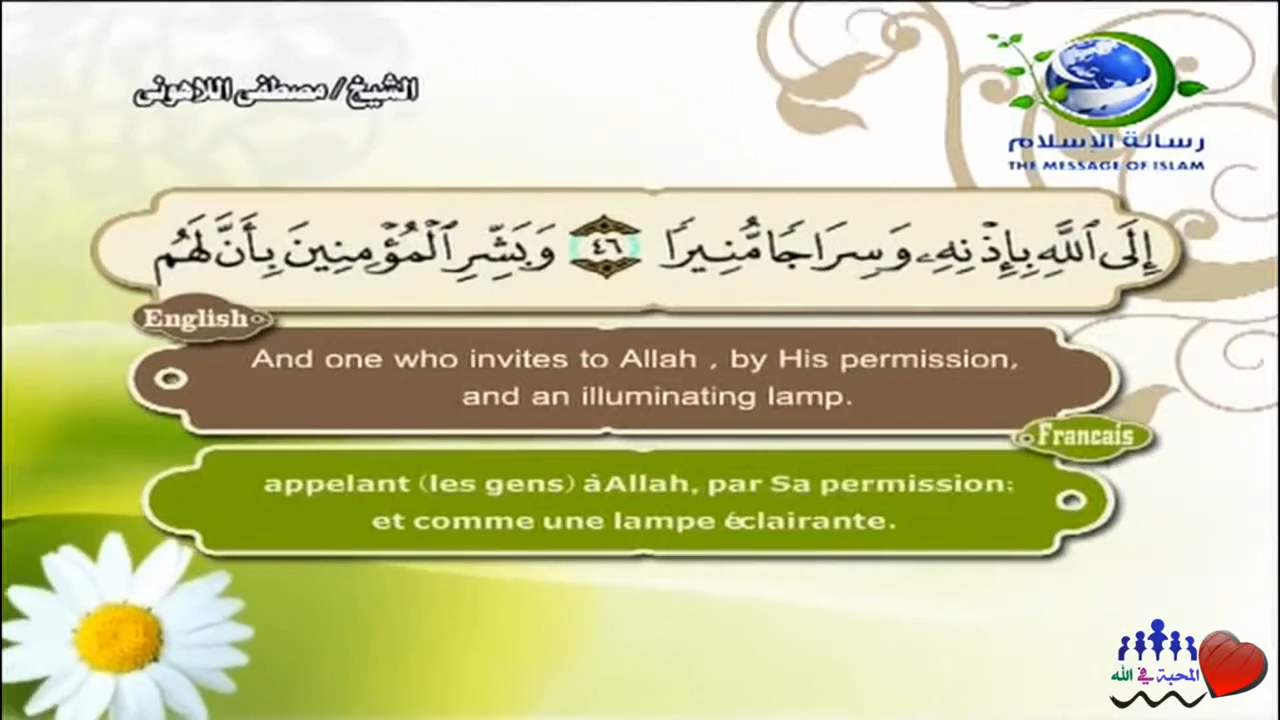 الشيخ / مصطفى اللاهونى
رسالة الإسلام
THE MESSAGE OF ISLAM
إِلَى ٱللَّهِ بِإِذْنِهِۦ وَسِرَاجًا مُّنِيرًا ٤٦ وَبَشِّرِ ٱلْمُؤْمِنِينَ بِأَنَّ لَهُم
English
And one who invites to Allah , by His permission,
and an illuminating lamp.
Francais
appelant (les gens) à Allah, par Sa permission;
et comme une lampe éclairante.
المحبة في الله